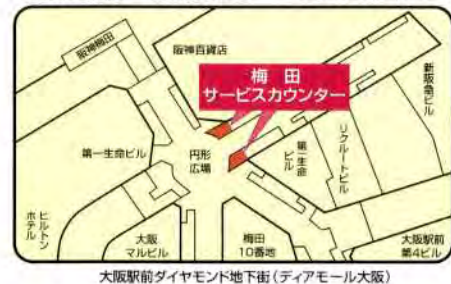 阪神梅田
阪神百貨店
梅田
サービスカウンター
新阪急ビル
リクルートビル
第一生命
ビル
第一生命ビル
円形
広場
ヒルトン
ホテル
大阪
マルビル
梅田
10番地
大阪駅前
第4ビル
大阪駅前ダイヤモンド地下街(ディアモール大阪)